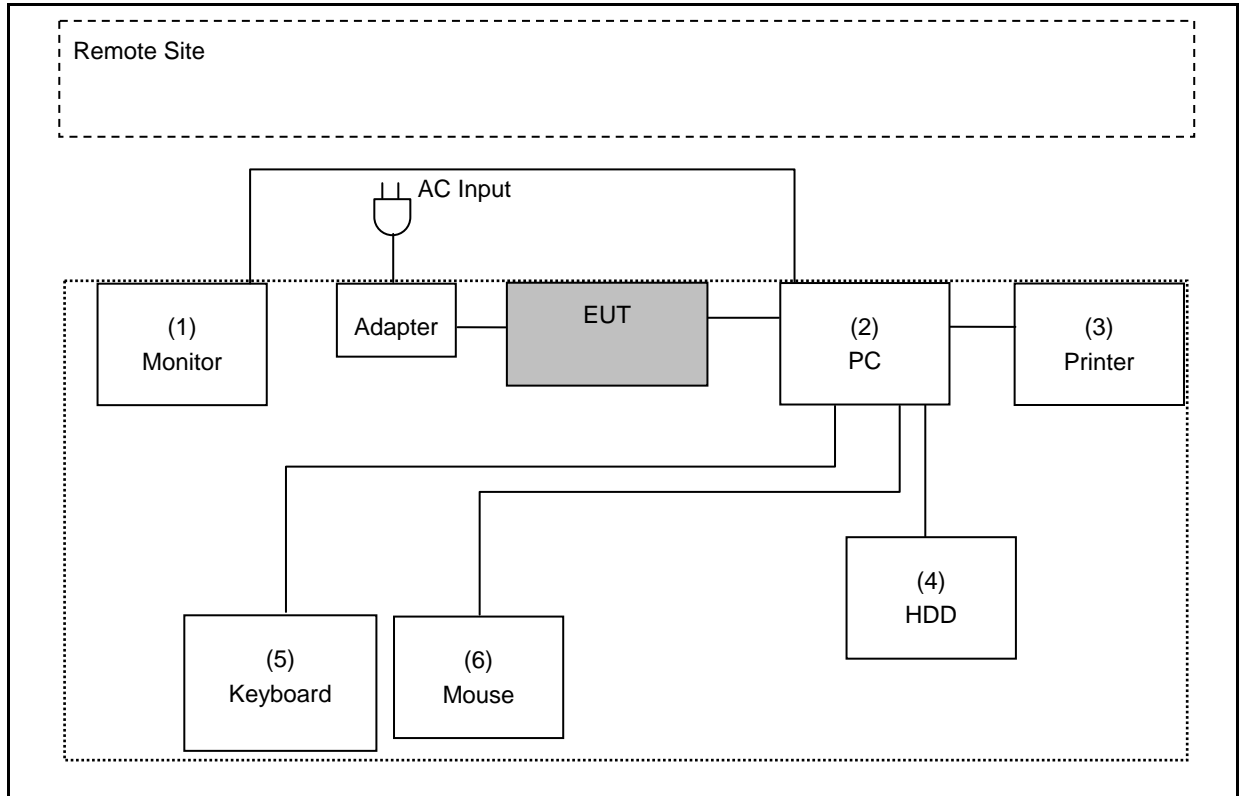 Remote Site
AC Input
(1)
Monitor
Adapter
EUT
(2)
PC
(3)
Printer
(4)
HDD
(5)
Keyboard
(6)
Mouse